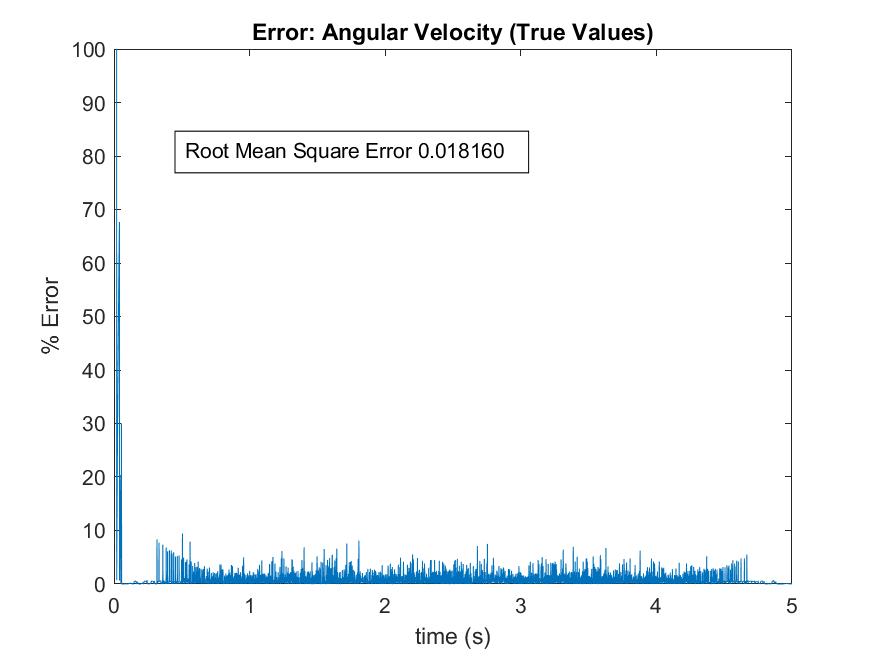 Error: Angular Velocity (True Values)
100
90
80
70
60
50
40
30
20
10
0
Root Mean Square Error 0.018160
% Error
0 1 2 3 4 5
time (s)